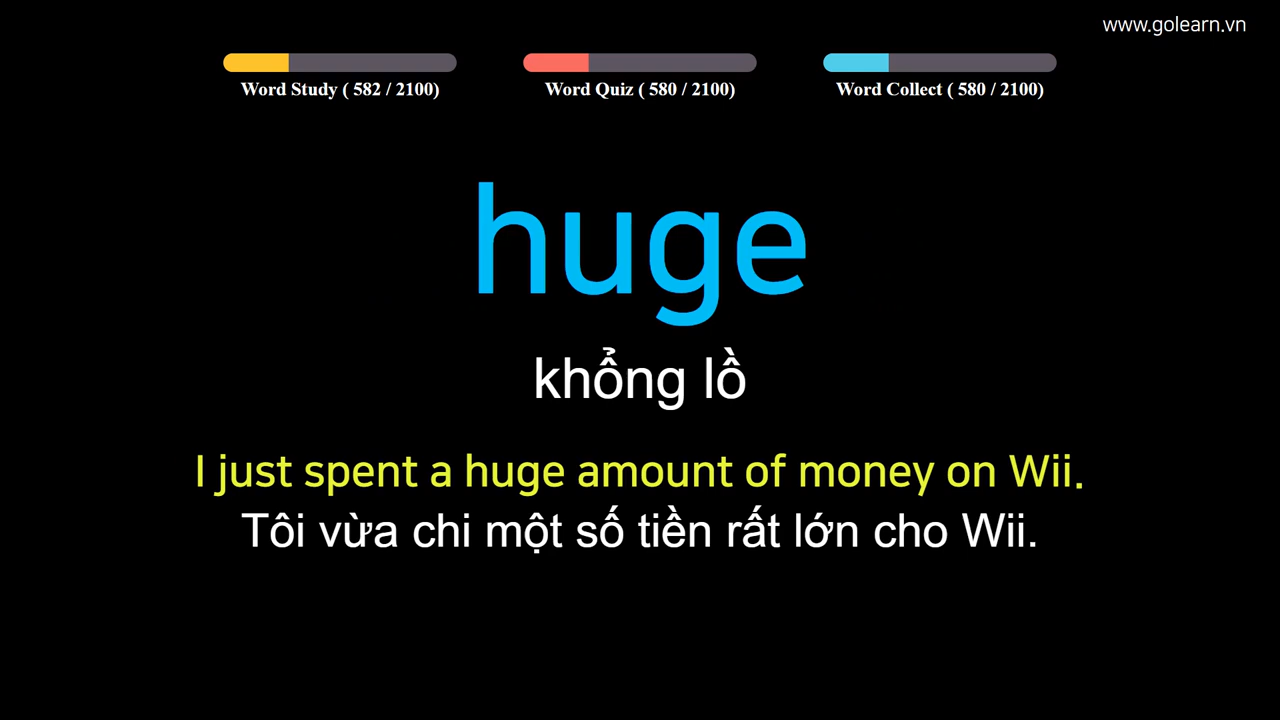 www.golearn.vn
Word Study ( 582 / 2100)
Word Quiz ( 580 / 2100)
Word Collect ( 580 / 2100)
huge
khổng lồ
I just spent a huge amount of money on Wii.
Tôi vừa chi một số tiền rất lớn cho Wii.